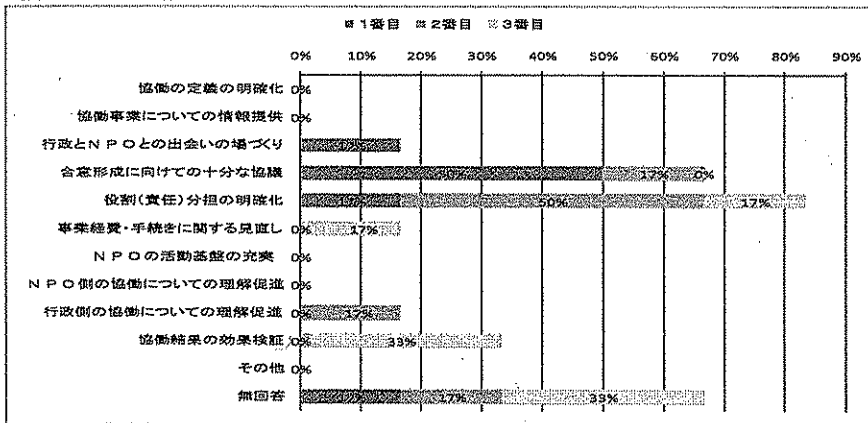 ■1番目 ■2番目 ■3番目
0% 10% 20% 30% 40% 50% 60% 70% 80% 90%
協働の定義の明確化 0%
協働事業についての情報提供 0%
行政とNPOとの出会いの場づくり 17%
合意形成に向けての十分な協議 50% 17% 0%
役割(責任)分担の明確化 17% 50% 17%
事業経費・手続きに関する見直し 0% 17%
NPOの活動基盤の充実 0%
NPO側の協働についての理解促進 0%
行政側の協働についての理解促進 0% 17%
協働結果の効果検証 0% 33%
その他 0%
無回答 17% 17% 33%